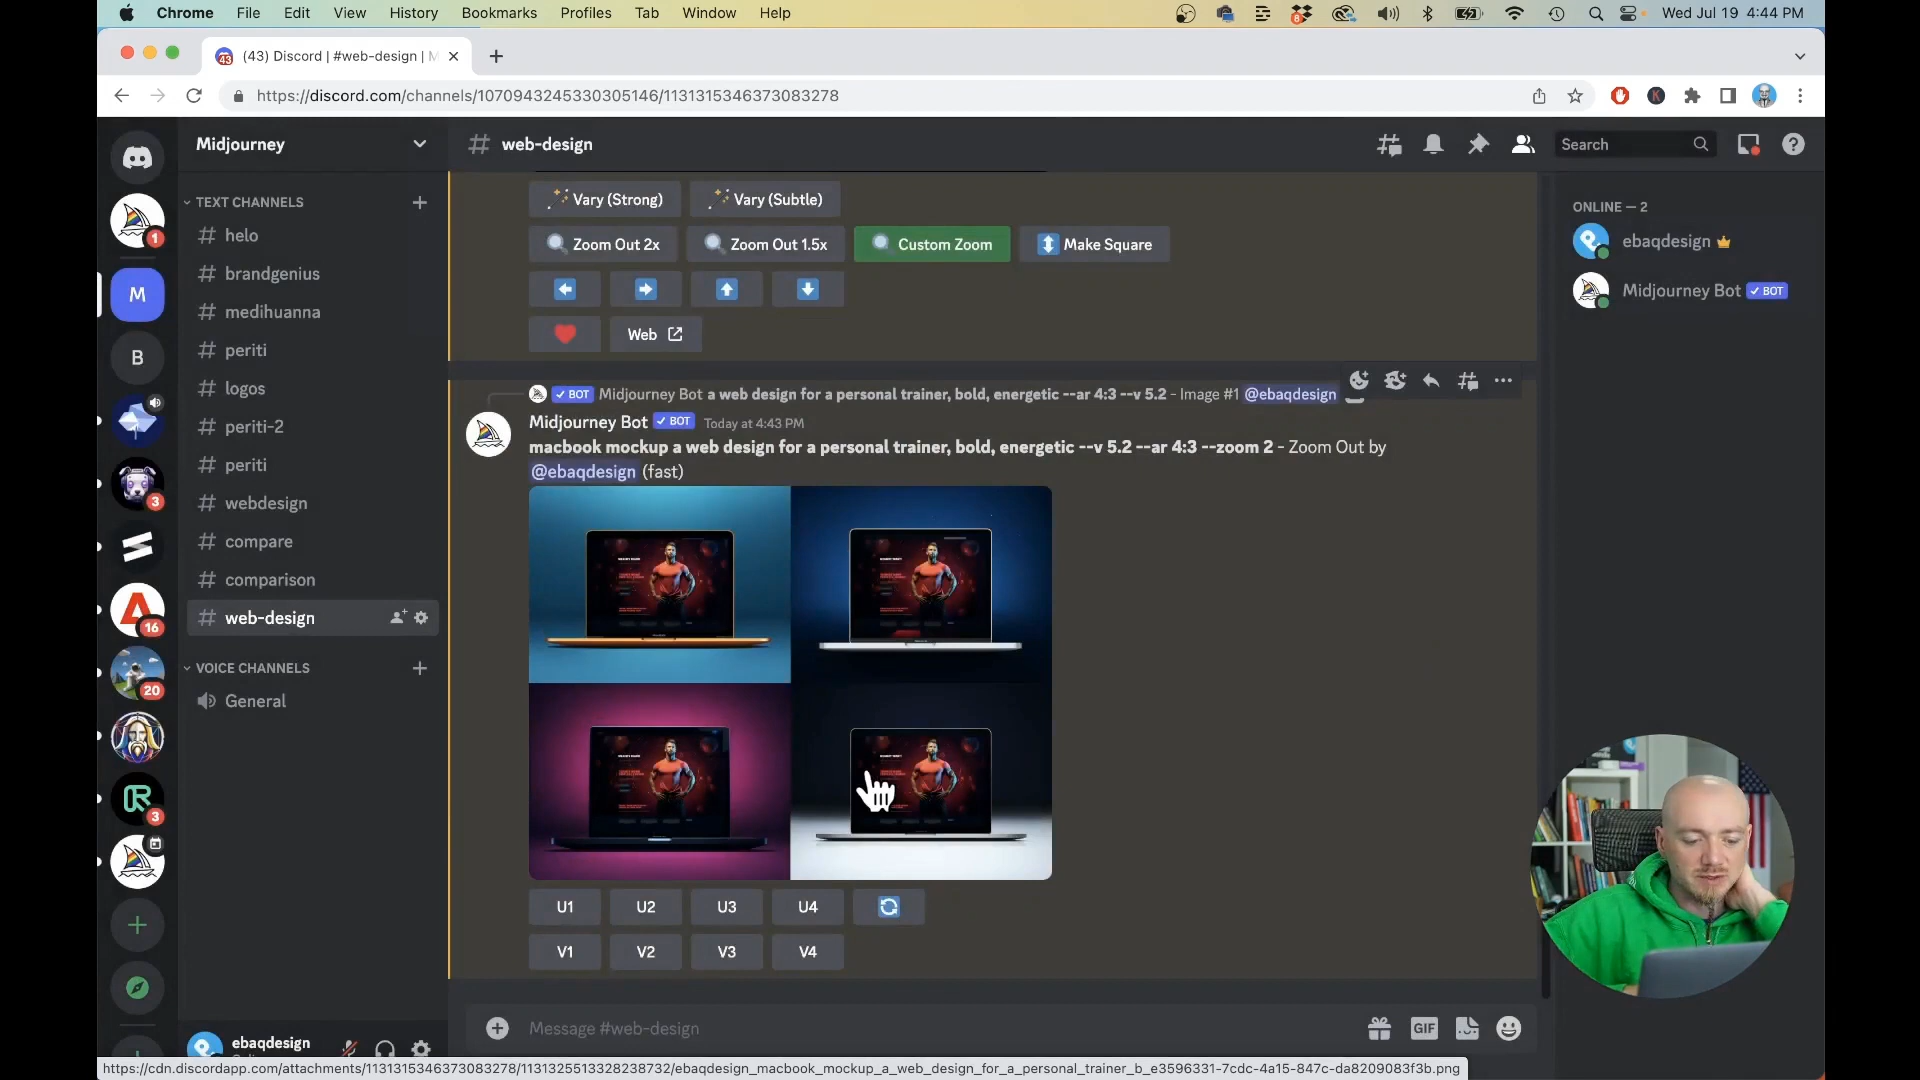 Chrome File Edit View History Bookmarks Profiles Tab Window Help Wed Jul 19 4:44 PM
(43) Discord | #web-design | M
https://discord.com/channels/1070943245330305146/1131315346373083278
Midjourney
web-design
Search
TEXT CHANNELS
helo
brandgenius
medihuanna
periti
logos
periti-2
periti
webdesign
compare
comparison
web-design
VOICE CHANNELS
General
M
B
1
3
16
20
3
8
43
Vary (Strong) Vary (Subtle)
Zoom Out 2x Zoom Out 1.5x Custom Zoom Make Square
Web
BOT Midjourney Bot a web design for a personal trainer, bold, energetic --ar 4:3 --v 5.2 - Image #1 @ebaqdesign
Midjourney Bot BOT Today at 4:43 PM
macbook mockup a web design for a personal trainer, bold, energetic --v 5.2 --ar 4:3 --zoom 2 - Zoom Out by
@ebaqdesign (fast)
U1 U2 U3 U4
V1 V2 V3 V4
Message #web-design
GIF
ONLINE — 2
ebaqdesign
Midjourney Bot BOT
ebaqdesign
https://cdn.discordapp.com/attachments/1131315346373083278/1131325513328238732/ebaqdesign_macbook_mockup_a_web_design_for_a_personal_trainer_b_e3596331-7cdc-4a15-847c-da8209083f3b.png